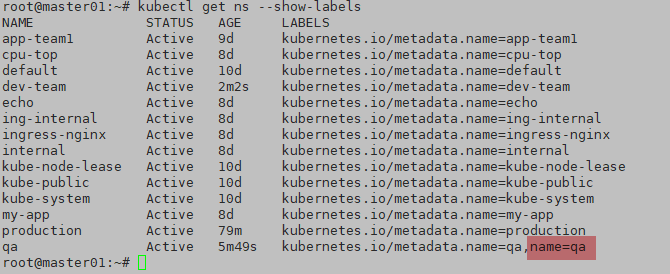 root@master01:~# kubectl get ns --show-labels
NAME STATUS AGE LABELS
app-team1 Active 9d kubernetes.io/metadata.name=app-team1
cpu-top Active 8d kubernetes.io/metadata.name=cpu-top
default Active 10d kubernetes.io/metadata.name=default
dev-team Active 2m2s kubernetes.io/metadata.name=dev-team
echo Active 8d kubernetes.io/metadata.name=echo
ing-internal Active 8d kubernetes.io/metadata.name=ing-internal
ingress-nginx Active 8d kubernetes.io/metadata.name=ingress-nginx
internal Active 8d kubernetes.io/metadata.name=internal
kube-node-lease Active 10d kubernetes.io/metadata.name=kube-node-lease
kube-public Active 10d kubernetes.io/metadata.name=kube-public
kube-system Active 10d kubernetes.io/metadata.name=kube-system
my-app Active 8d kubernetes.io/metadata.name=my-app
production Active 79m kubernetes.io/metadata.name=production
qa Active 5m49s kubernetes.io/metadata.name=qa,name=qa
root@master01:~#